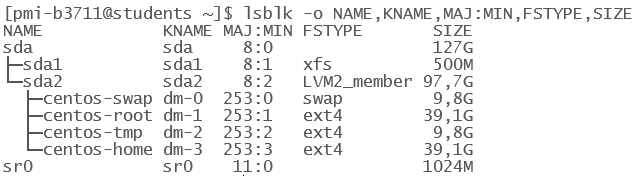 [pmi-b3711@students ~]$ lsblk -o NAME,KNAME,MAJ:MIN,FSTYPE,SIZE
NAME            KNAME MAJ:MIN FSTYPE       SIZE
sda             sda     8:0                127G
├─sda1          sda1    8:1   xfs          500M
└─sda2          sda2    8:2   LVM2_member 97,7G
  ├─centos-swap dm-0  253:0   swap         9,8G
  ├─centos-root dm-1  253:1   ext4        39,1G
  ├─centos-tmp  dm-2  253:2   ext4         9,8G
  └─centos-home dm-3  253:3   ext4        39,1G
sr0             sr0    11:0               1024M